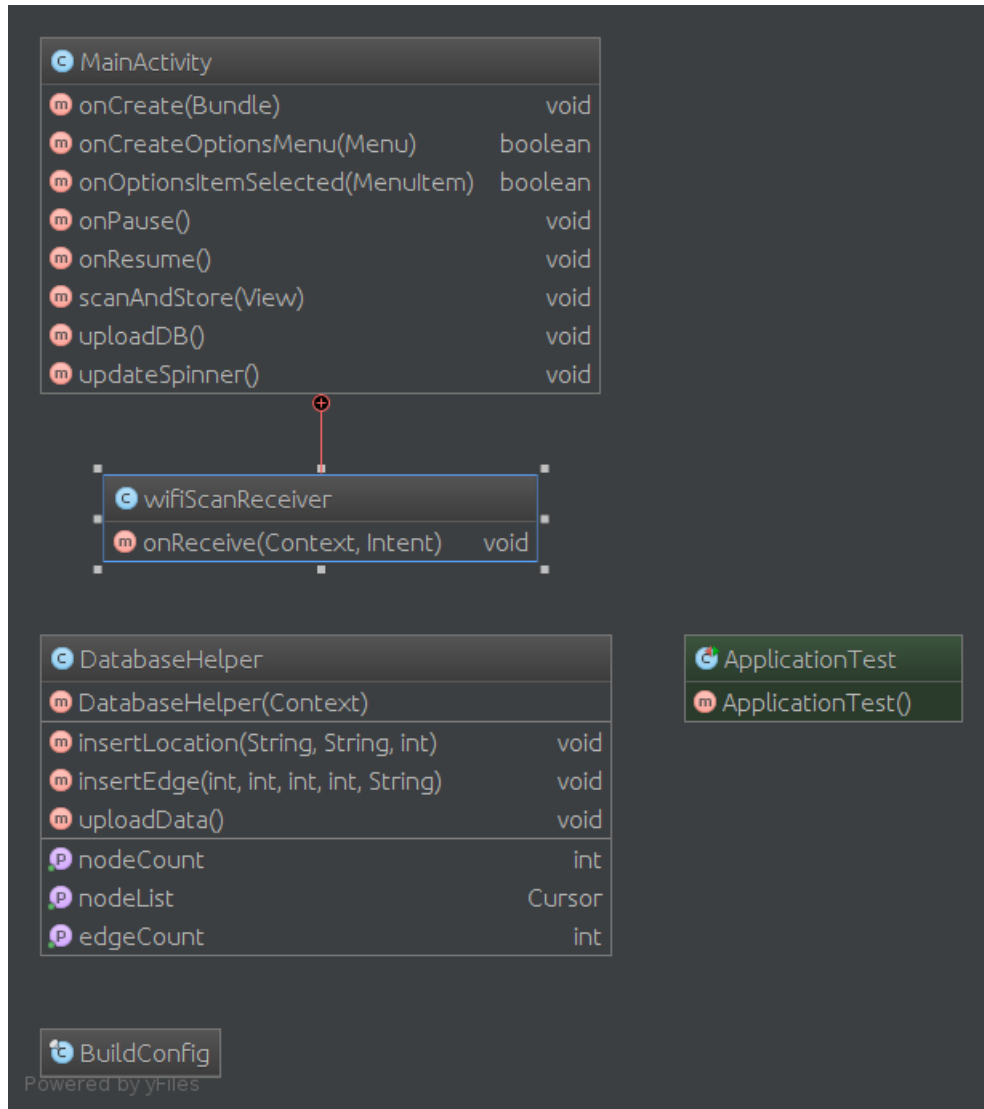 MainActivity
onCreate(Bundle) void
onCreateOptionsMenu(Menu) boolean
onOptionsItemSelected(MenuItem) boolean
onPause() void
onResume() void
scanAndStore(View) void
uploadDB() void
updateSpinner() void
wifiScanReceiver
onReceive(Context, Intent) void
DatabaseHelper
DatabaseHelper(Context)
insertLocation(String, String, int) void
insertEdge(int, int, int, int, String) void
uploadData() void
nodeCount int
nodeList Cursor
edgeCount int
ApplicationTest
ApplicationTest()
BuildConfig
Powered by yFiles